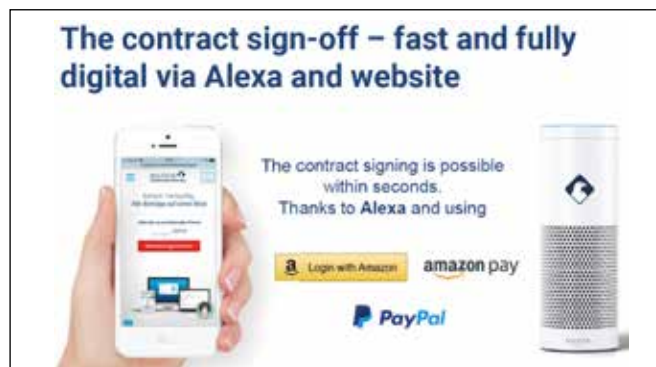 The contract sign-off – fast and fully
digital via Alexa and website
The contract signing is possible
within seconds.
Thanks to Alexa and using
Login with Amazon
amazon pay
PayPal